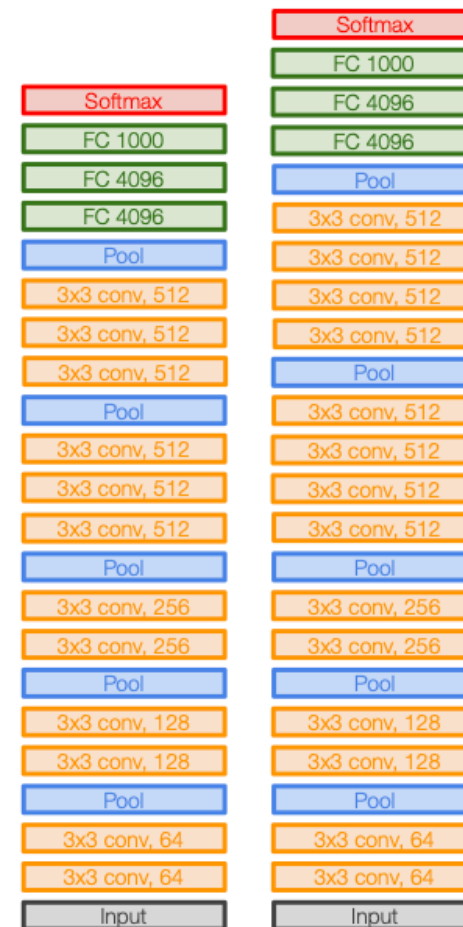 Softmax
FC 1000
FC 4096
FC 4096
Pool
3x3 conv, 512
3x3 conv, 512
3x3 conv, 512
Pool
3x3 conv, 512
3x3 conv, 512
3x3 conv, 512
Pool
3x3 conv, 256
3x3 conv, 256
Pool
3x3 conv, 128
3x3 conv, 128
Pool
3x3 conv, 64
3x3 conv, 64
Input
Softmax
FC 1000
FC 4096
FC 4096
Pool
3x3 conv, 512
3x3 conv, 512
3x3 conv, 512
3x3 conv, 512
Pool
3x3 conv, 512
3x3 conv, 512
3x3 conv, 512
3x3 conv, 512
Pool
3x3 conv, 256
3x3 conv, 256
Pool
3x3 conv, 128
3x3 conv, 128
Pool
3x3 conv, 64
3x3 conv, 64
Input